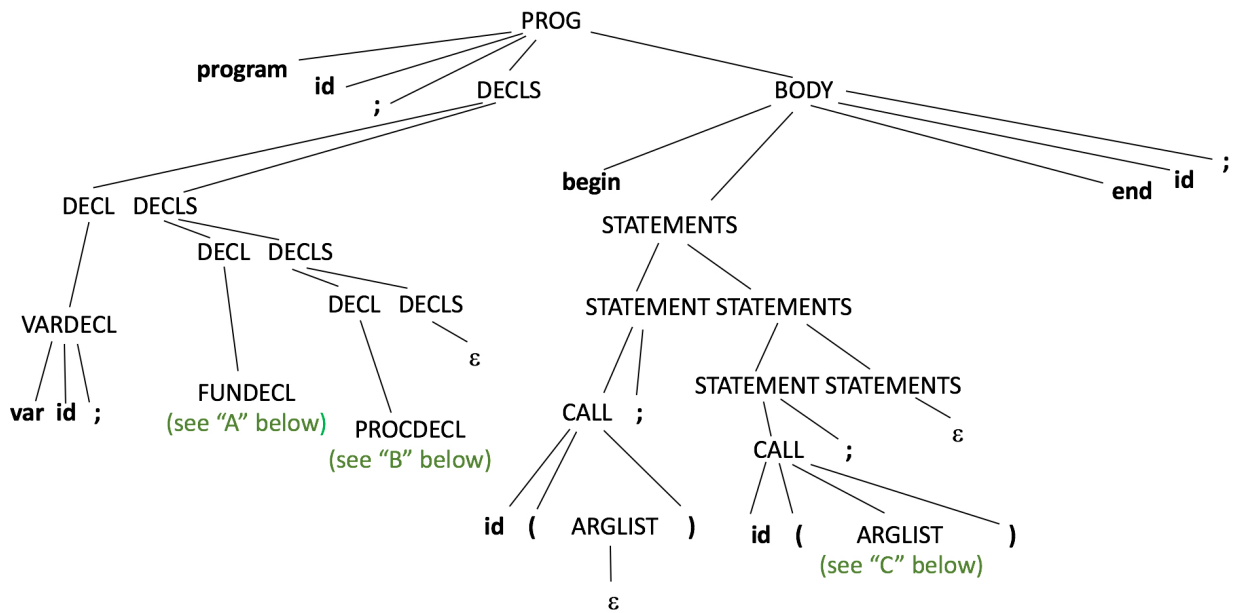 PROG
program
id
;
DECLS
BODY
begin
end
id
;
DECL DECLS
STATEMENTS
DECL DECLS
DECL DECLS
STATEMENT STATEMENTS
VARDECL
ε
FUNDECL
(see “A” below)
STATEMENT STATEMENTS
var id ;
CALL ;
PROCDECL
(see “B” below)
ε
CALL ;
id ( ARGLIST )
id ( ARGLIST )
(see “C” below)
ε